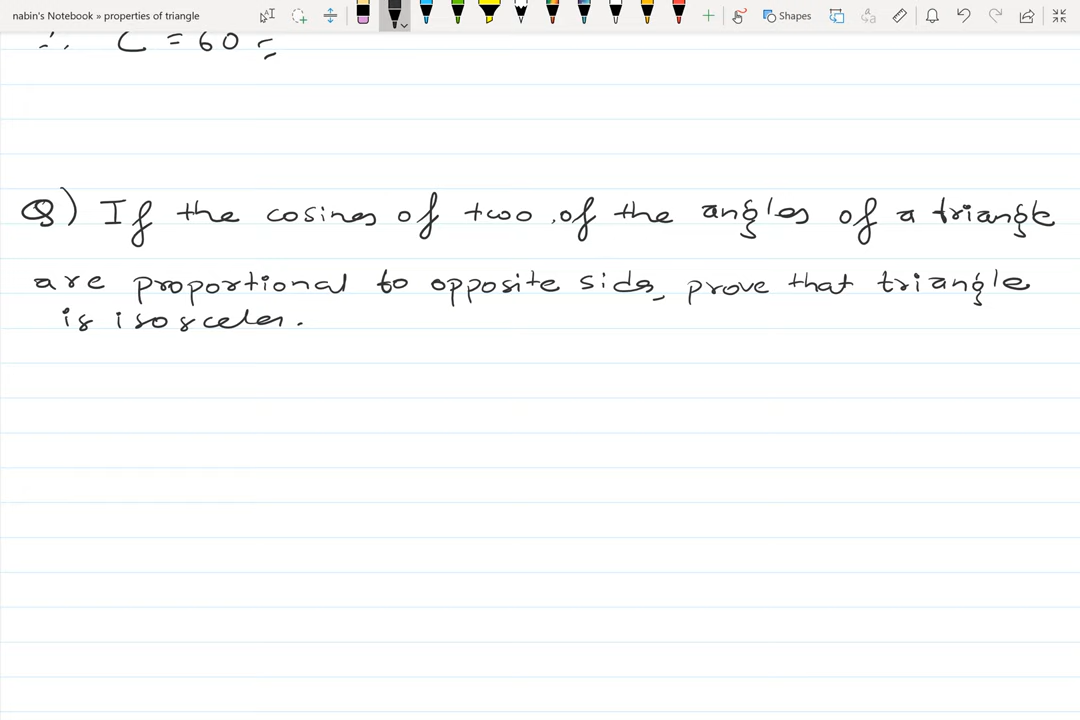 nabin's Notebook » properties of triangle
Shapes
∴ C = 60
Q) If the cosines of two of the angles of a triangle
are proportional to opposite sides, prove that triangle
is isosceles.